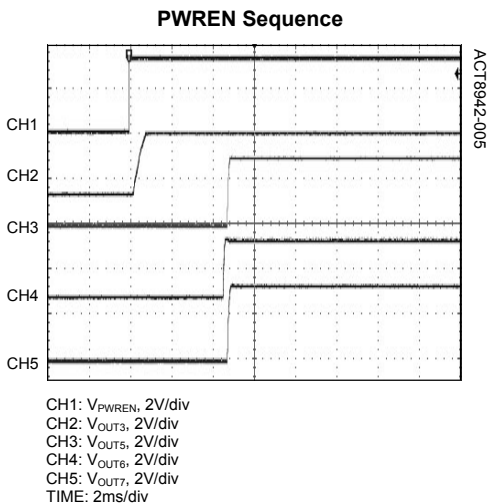 PWREN Sequence
ACT8942-005
CH1
CH2
CH3
CH4
CH5
CH1: VPWREN, 2V/div
CH2: VOUT3, 2V/div
CH3: VOUT5, 2V/div
CH4: VOUT6, 2V/div
CH5: VOUT7, 2V/div
TIME: 2ms/div